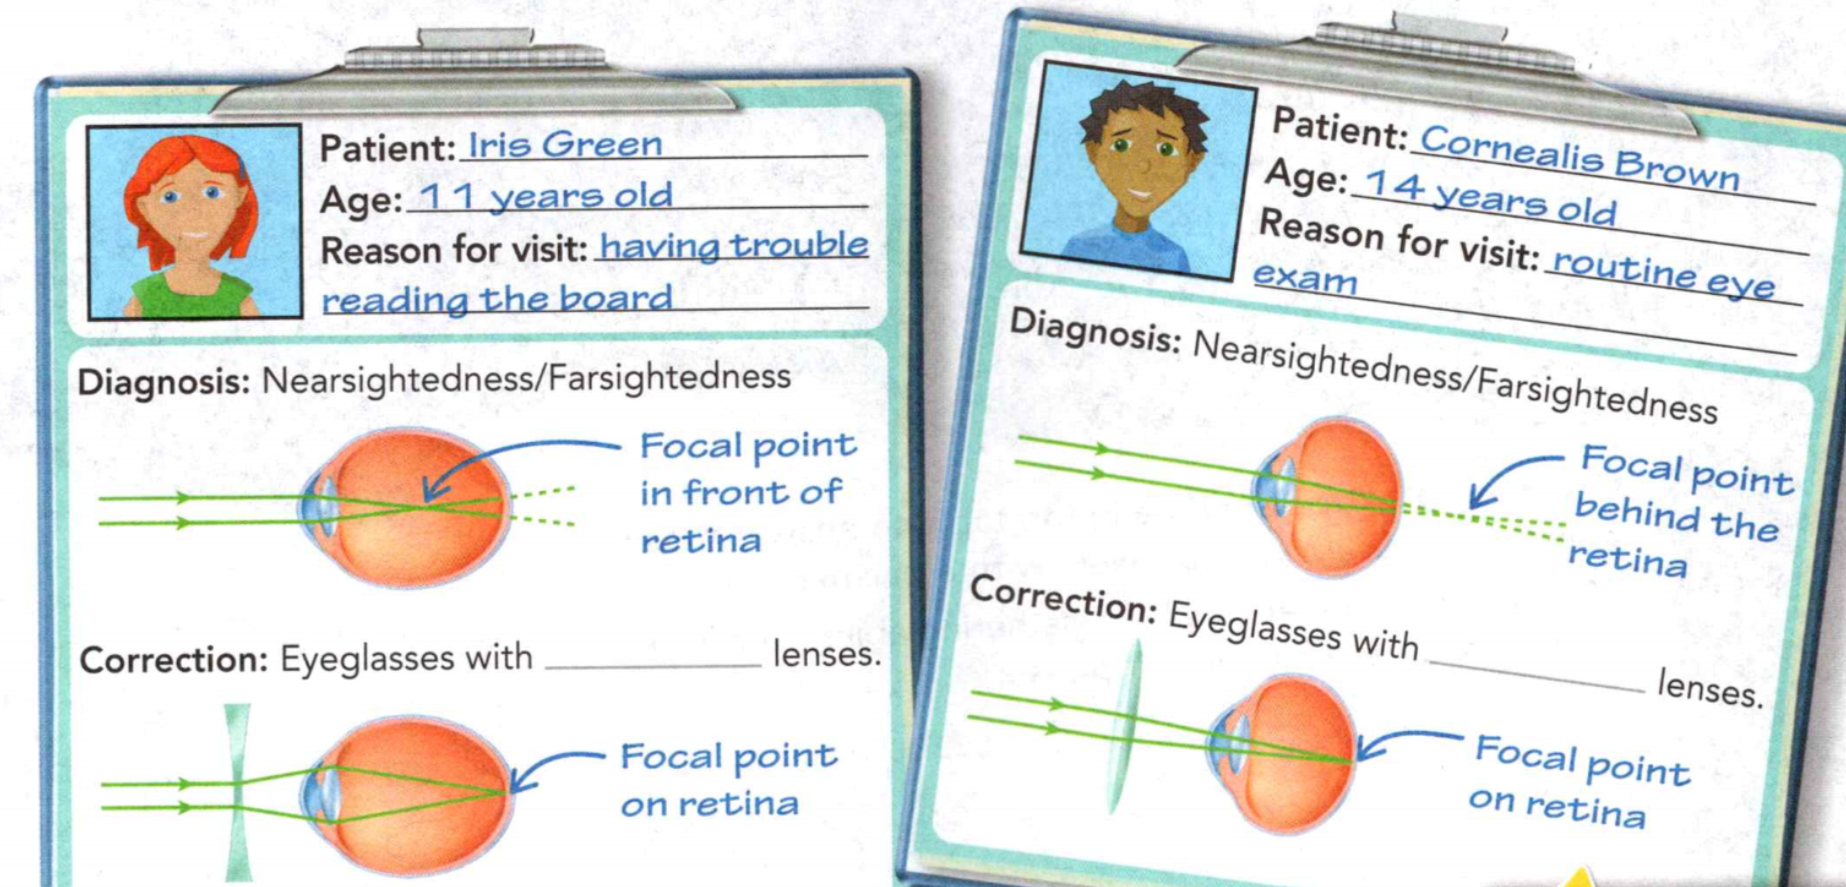 Patient: Iris Green
Age: 11 years old
Reason for visit: having trouble
reading the board
Diagnosis: Nearsightedness/Farsightedness
Focal point
in front of
retina
Correction: Eyeglasses with ___ lenses.
Focal point
on retina
Patient: Cornealis Brown
Age: 14 years old
Reason for visit: routine eye
exam
Diagnosis: Nearsightedness/Farsightedness
Focal point
behind the
retina
Correction: Eyeglasses with ___ lenses.
Focal point
on retina